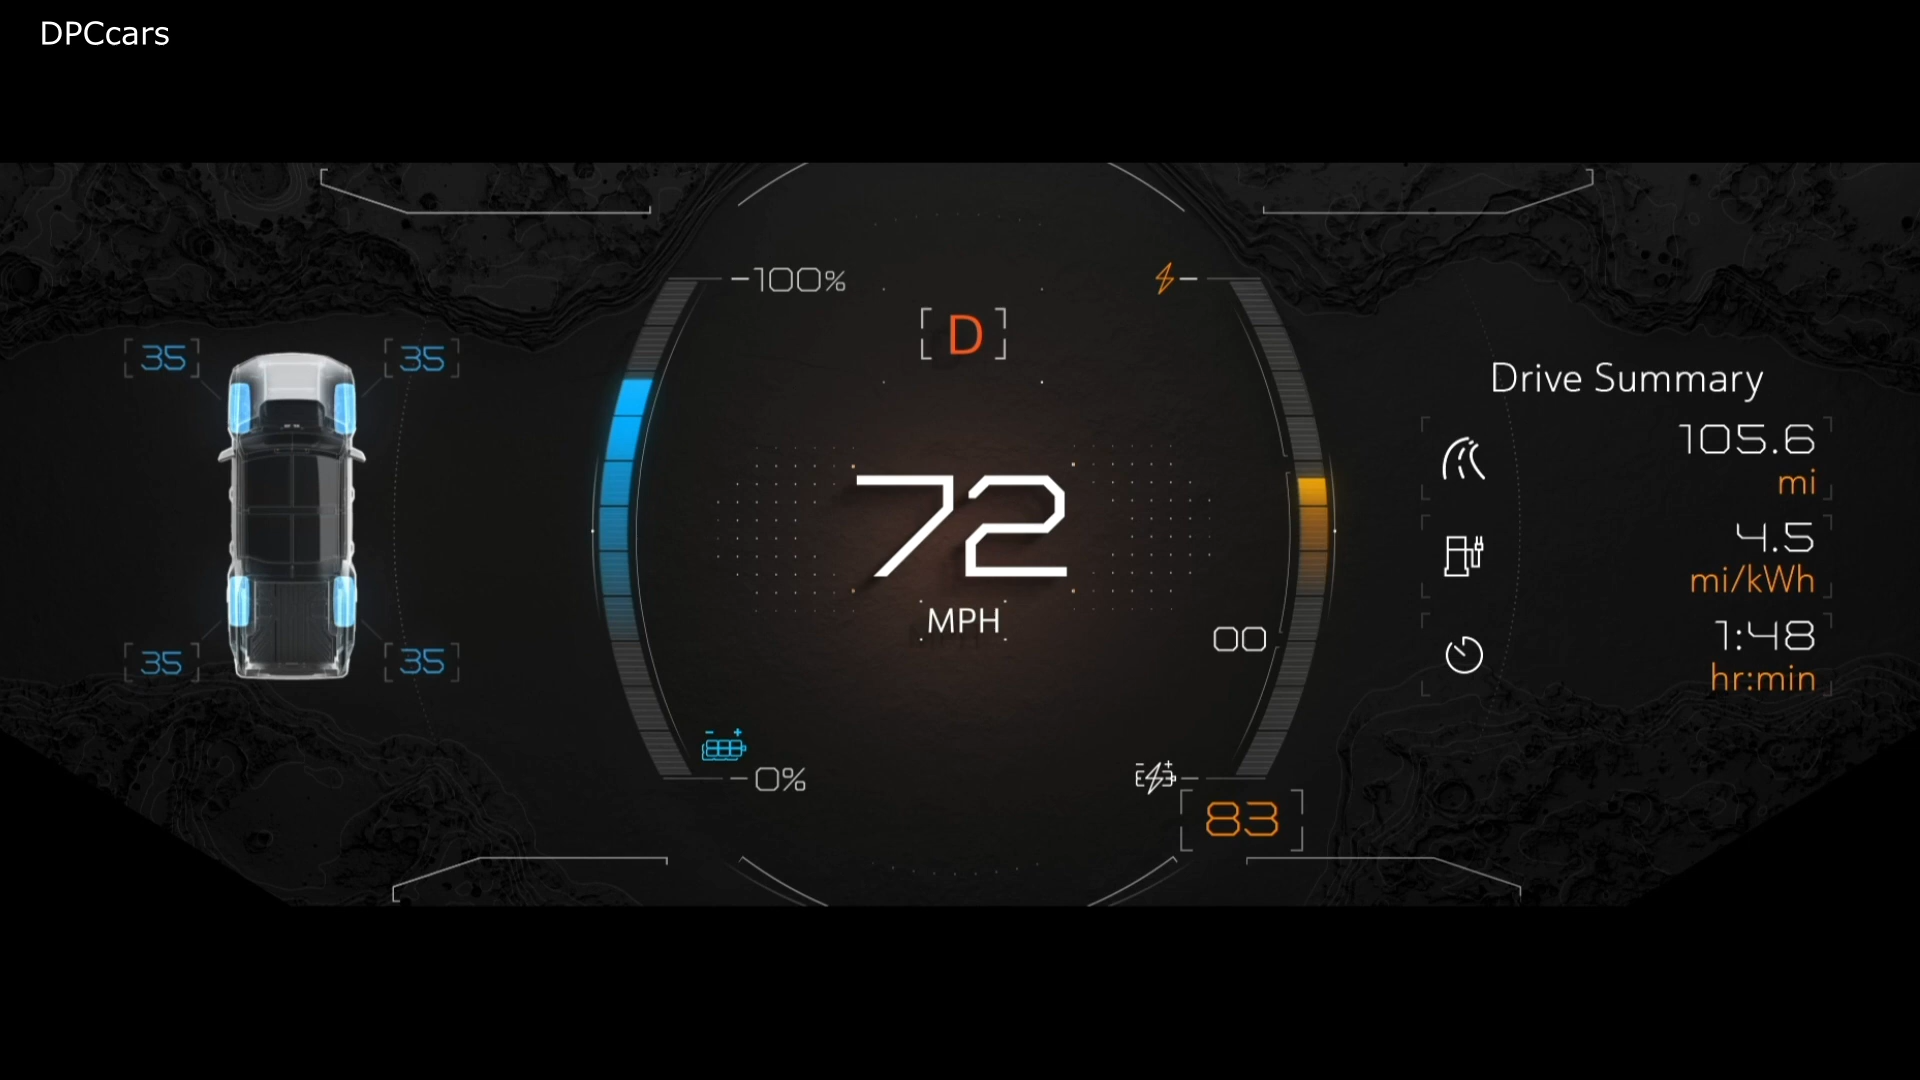 DPCcars
100%
D
35
35
Drive Summary
105.6
mi
72
4.5
mi/kWh
MPH
00
1:48
hr:min
35
35
0%
83